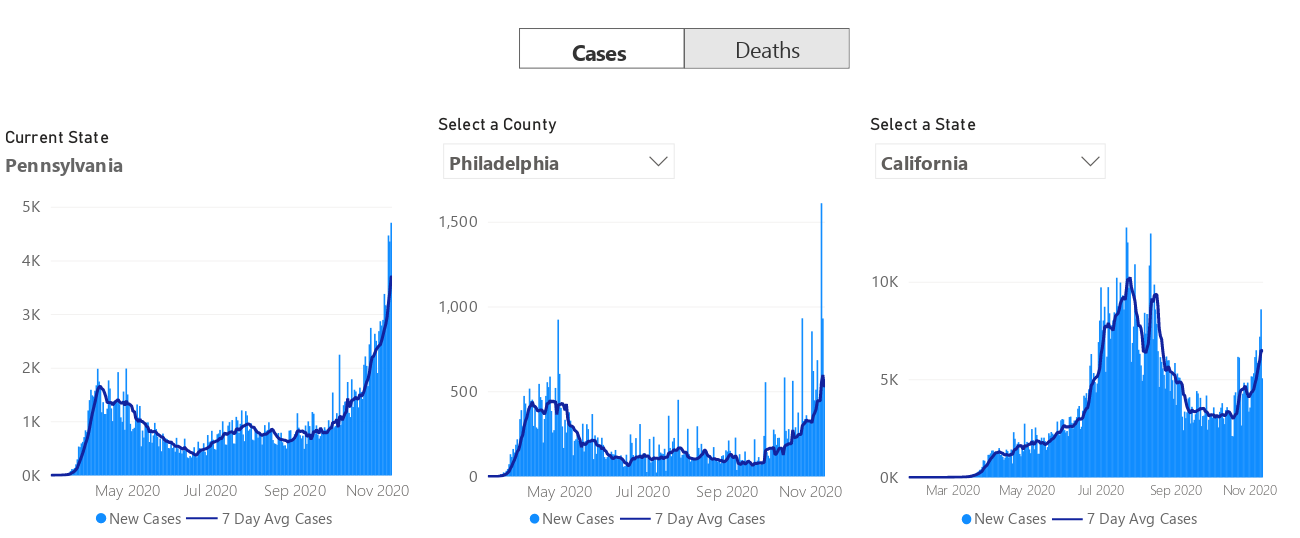 Cases
Deaths
Current State
Pennsylvania
5K
4K
3K
2K
1K
0K
May 2020
Jul 2020
Sep 2020
Nov 2020
New Cases
7 Day Avg Cases
Select a County
Philadelphia
1,500
1,000
500
0
May 2020
Jul 2020
Sep 2020
Nov 2020
New Cases
7 Day Avg Cases
Select a State
California
10K
5K
0K
Mar 2020
May 2020
Jul 2020
Sep 2020
Nov 2020
New Cases
7 Day Avg Cases